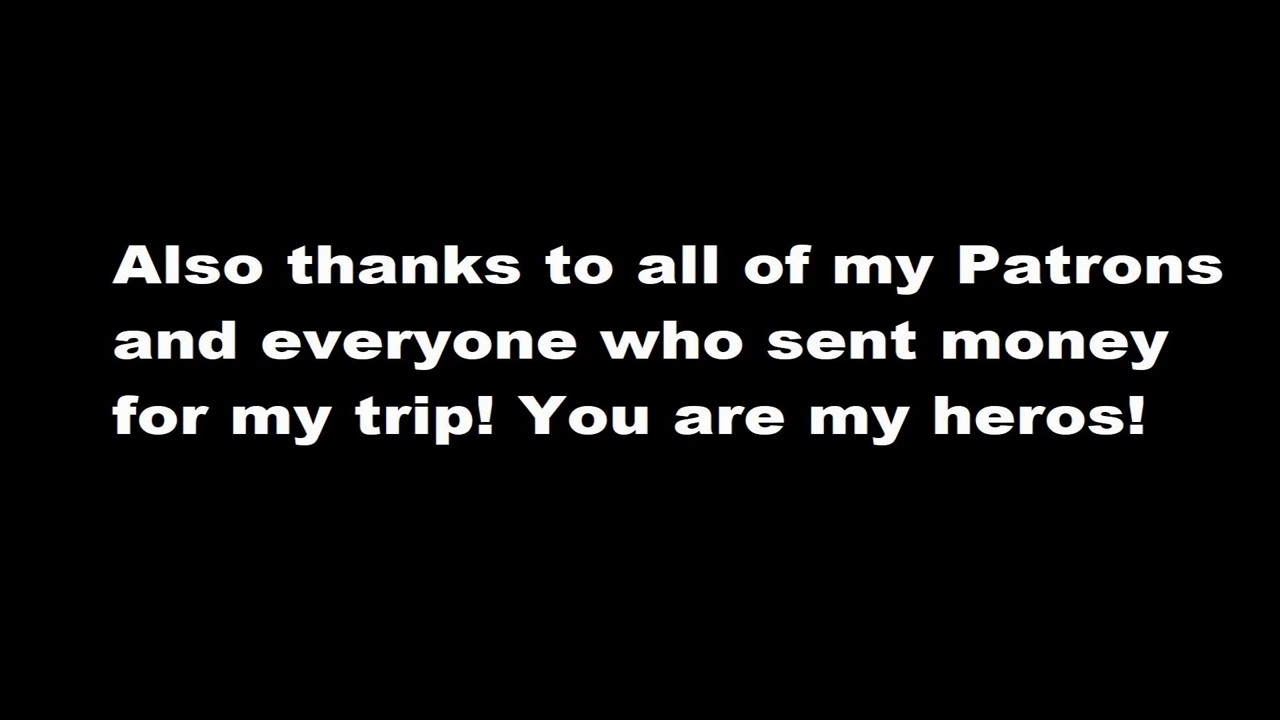 Also thanks to all of my Patrons
and everyone who sent money
for my trip! You are my heros!